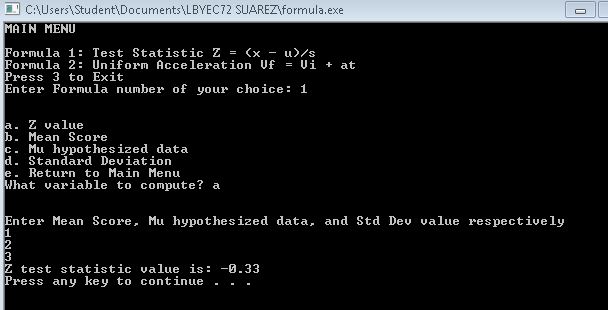 C:\Users\Student\Documents\LBYEC72 SUAREZ\formula.exe
MAIN MENU
Formula 1: Test Statistic Z = (x - u)/s
Formula 2: Uniform Acceleration Vf = Vi + at
Press 3 to Exit
Enter Formula number of your choice: 1
a. Z value
b. Mean Score
c. Mu hypothesized data
d. Standard Deviation
e. Return to Main Menu
What variable to compute? a
Enter Mean Score, Mu hypothesized data, and Std Dev value respectively
1
2
3
Z test statistic value is: -0.33
Press any key to continue . . .